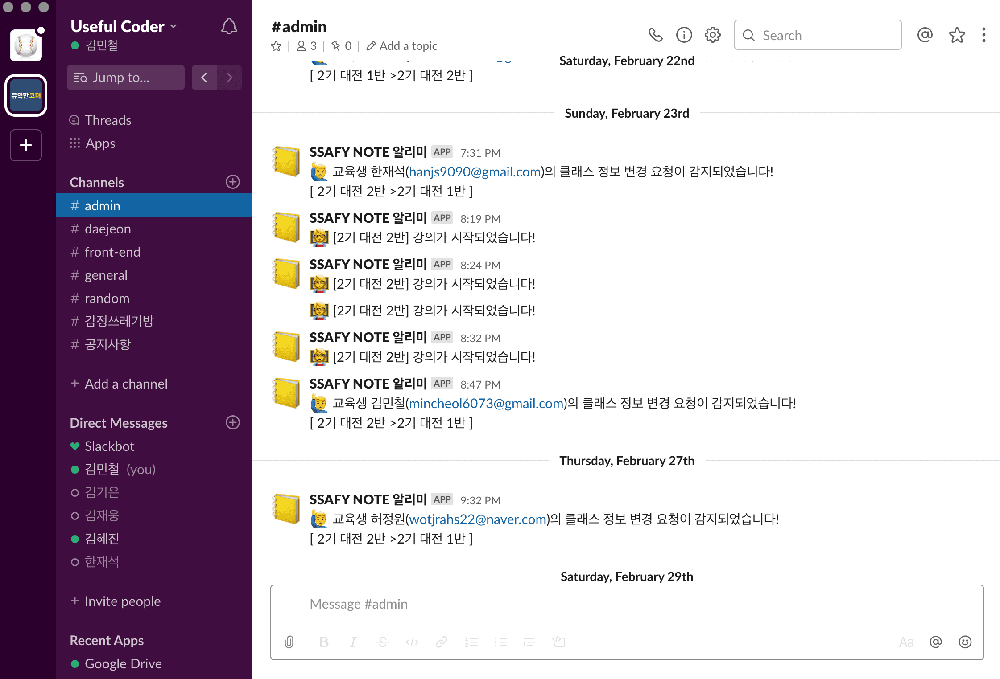 Useful Coder
김민철
Jump to...
유익한코더
Threads
Apps
Channels
# admin
# daejeon
# front-end
# general
# random
# 감정쓰레기방
# 공지사항
+ Add a channel
Direct Messages
Slackbot
김민철 (you)
김기은
김재웅
김혜진
한재석
+ Invite people
Recent Apps
Google Drive
#admin
3 | 0 | Add a topic
Search
Saturday, February 22nd
[ 2기 대전 1반 >2기 대전 2반 ]
Sunday, February 23rd
SSAFY NOTE 알리미 APP 7:31 PM
교육생 한재석(hanjs9090@gmail.com)의 클래스 정보 변경 요청이 감지되었습니다!
[ 2기 대전 2반 >2기 대전 1반 ]
SSAFY NOTE 알리미 APP 8:19 PM
[2기 대전 2반] 강의가 시작되었습니다!
SSAFY NOTE 알리미 APP 8:24 PM
[2기 대전 2반] 강의가 시작되었습니다!
[2기 대전 2반] 강의가 시작되었습니다!
SSAFY NOTE 알리미 APP 8:32 PM
[2기 대전 2반] 강의가 시작되었습니다!
SSAFY NOTE 알리미 APP 8:47 PM
교육생 김민철(mincheol6073@gmail.com)의 클래스 정보 변경 요청이 감지되었습니다!
[ 2기 대전 2반 >2기 대전 1반 ]
Thursday, February 27th
SSAFY NOTE 알리미 APP 9:32 PM
교육생 허정원(wotjrahs22@naver.com)의 클래스 정보 변경 요청이 감지되었습니다!
[ 2기 대전 2반 >2기 대전 1반 ]
Saturday, February 29th
Message #admin
B I S </> Aa @